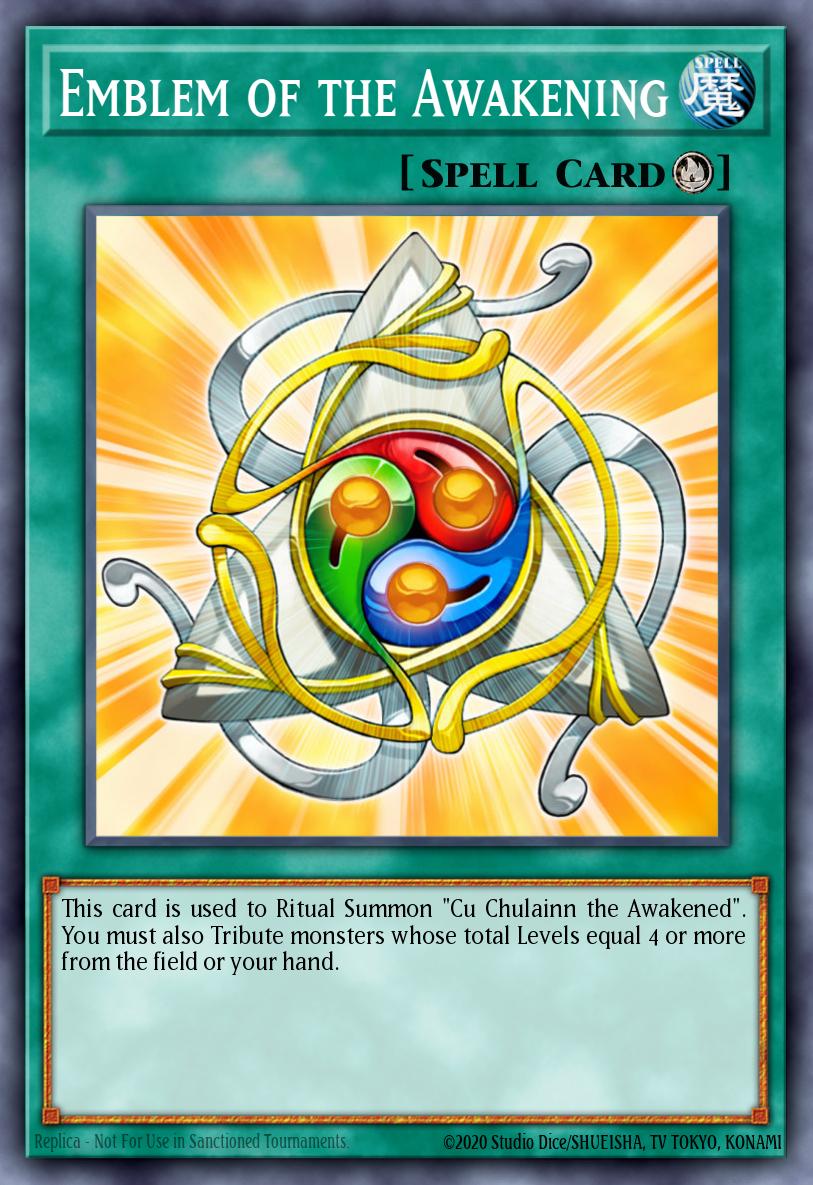 Emblem of the Awakening
SPELL
魔
[Spell Card]
This card is used to Ritual Summon "Cu Chulainn the Awakened".
You must also Tribute monsters whose total Levels equal 4 or more
from the field or your hand.
Replica - Not For Use in Sanctioned Tournaments.
©2020 Studio Dice/SHUEISHA, TV TOKYO, KONAMI